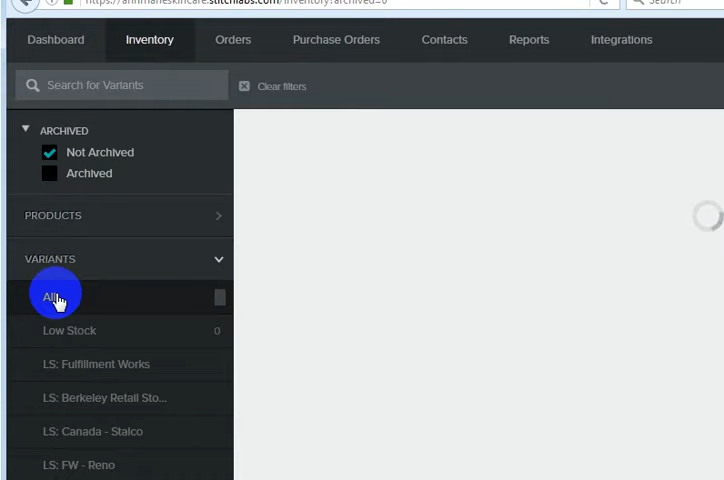 https://annmarieskincare.stitchlabs.com/inventory?archived=0
Search
Dashboard Inventory Orders Purchase Orders Contacts Reports Integrations
Search for Variants Clear filters
ARCHIVED
Not Archived
Archived
PRODUCTS
VARIANTS
All
Low Stock 0
LS: Fulfillment Works
LS: Berkeley Retail Sto...
LS: Canada - Stalco
LS: FW - Reno